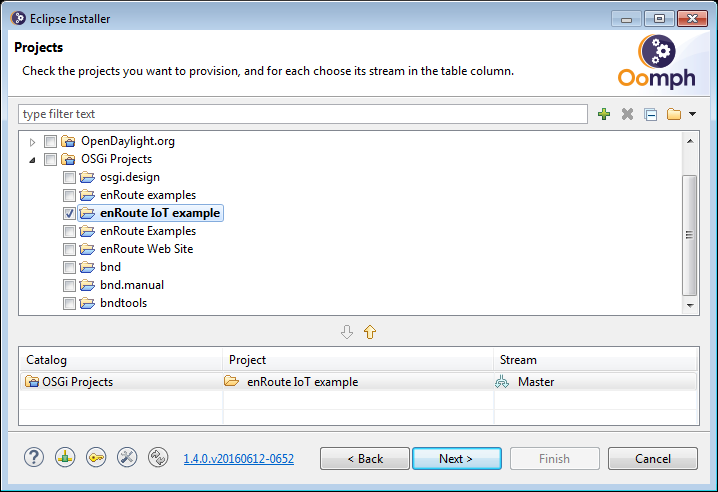 Eclipse Installer
Projects
Check the projects you want to provision, and for each choose its stream in the table column.
Oomph
type filter text
OpenDaylight.org
OSGi Projects
osgi.design
enRoute examples
enRoute IoT example
enRoute Examples
enRoute Web Site
bnd
bnd.manual
bndtools
Catalog Project Stream
OSGi Projects enRoute IoT example Master
? 1.4.0.v20160612-0652 < Back Next > Finish Cancel